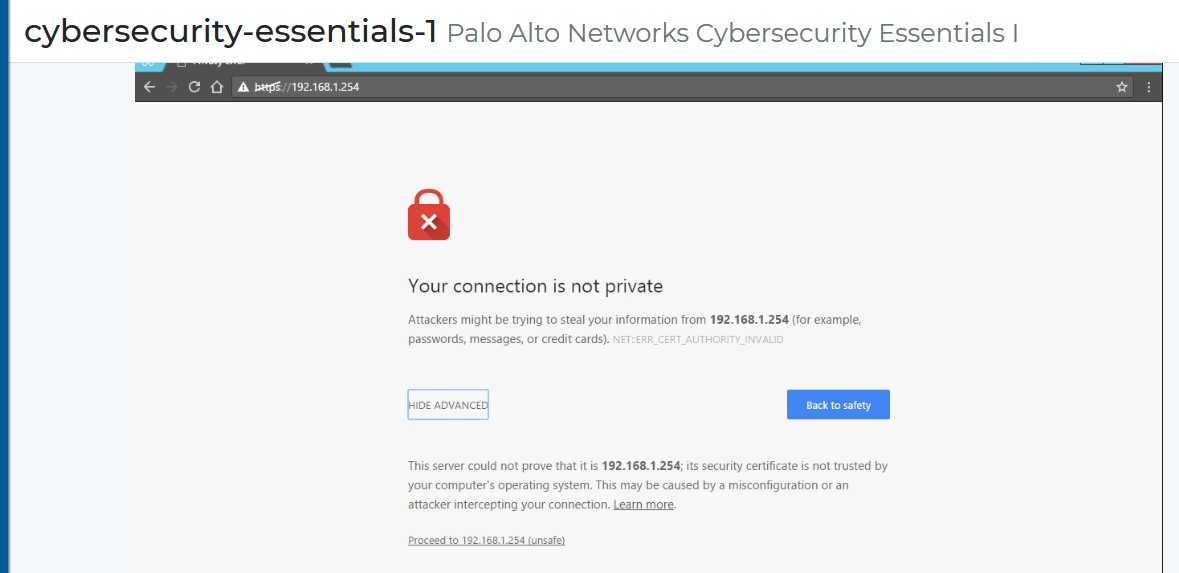 cybersecurity-essentials-1 Palo Alto Networks Cybersecurity Essentials I
https://192.168.1.254
Your connection is not private
Attackers might be trying to steal your information from 192.168.1.254 (for example,
passwords, messages, or credit cards). NET::ERR_CERT_AUTHORITY_INVALID
HIDE ADVANCED
Back to safety
This server could not prove that it is 192.168.1.254; its security certificate is not trusted by
your computer's operating system. This may be caused by a misconfiguration or an
attacker intercepting your connection. Learn more.
Proceed to 192.168.1.254 (unsafe)